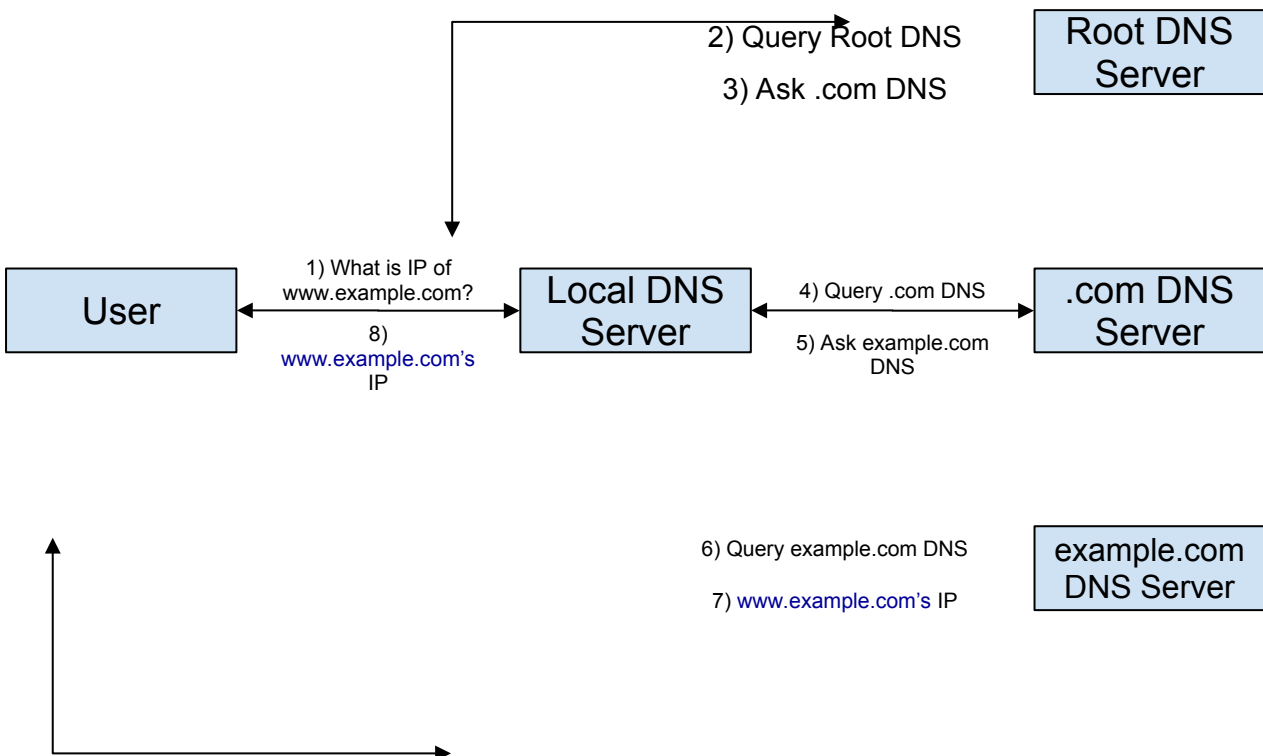 2) Query Root DNS
3) Ask .com DNS
Root DNS
Server
User
1) What is IP of
www.example.com?
8)
www.example.com's
IP
Local DNS
Server
4) Query .com DNS
5) Ask example.com
DNS
.com DNS
Server
6) Query example.com DNS
7) www.example.com's IP
example.com
DNS Server